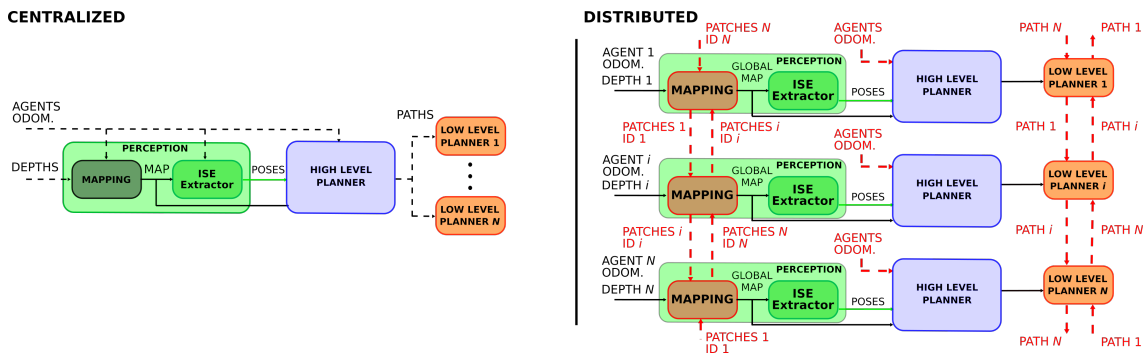 CENTRALIZED
AGENTS
ODOM.
DEPTHS
PERCEPTION
MAPPING
MAP
ISE
Extractor
POSES
HIGH LEVEL
PLANNER
PATHS
LOW LEVEL
PLANNER 1
LOW LEVEL
PLANNER N
DISTRIBUTED
PATCHES N
ID N
AGENT 1
ODOM.
DEPTH 1
PERCEPTION
MAPPING
GLOBAL
MAP
ISE
Extractor
POSES
AGENTS
ODOM.
HIGH LEVEL
PLANNER
PATH N
PATH 1
LOW LEVEL
PLANNER 1
PATCHES 1
ID 1
PATCHES i
ID i
PATH 1
PATH i
AGENT i
ODOM.
DEPTH i
PERCEPTION
MAPPING
GLOBAL
MAP
ISE
Extractor
POSES
AGENTS
ODOM.
HIGH LEVEL
PLANNER
LOW LEVEL
PLANNER i
PATCHES i
ID i
PATCHES N
ID N
PATH i
PATH N
AGENT N
ODOM.
DEPTH N
PERCEPTION
MAPPING
GLOBAL
MAP
ISE
Extractor
POSES
AGENTS
ODOM.
HIGH LEVEL
PLANNER
LOW LEVEL
PLANNER N
PATCHES 1
ID 1
PATH N
PATH 1